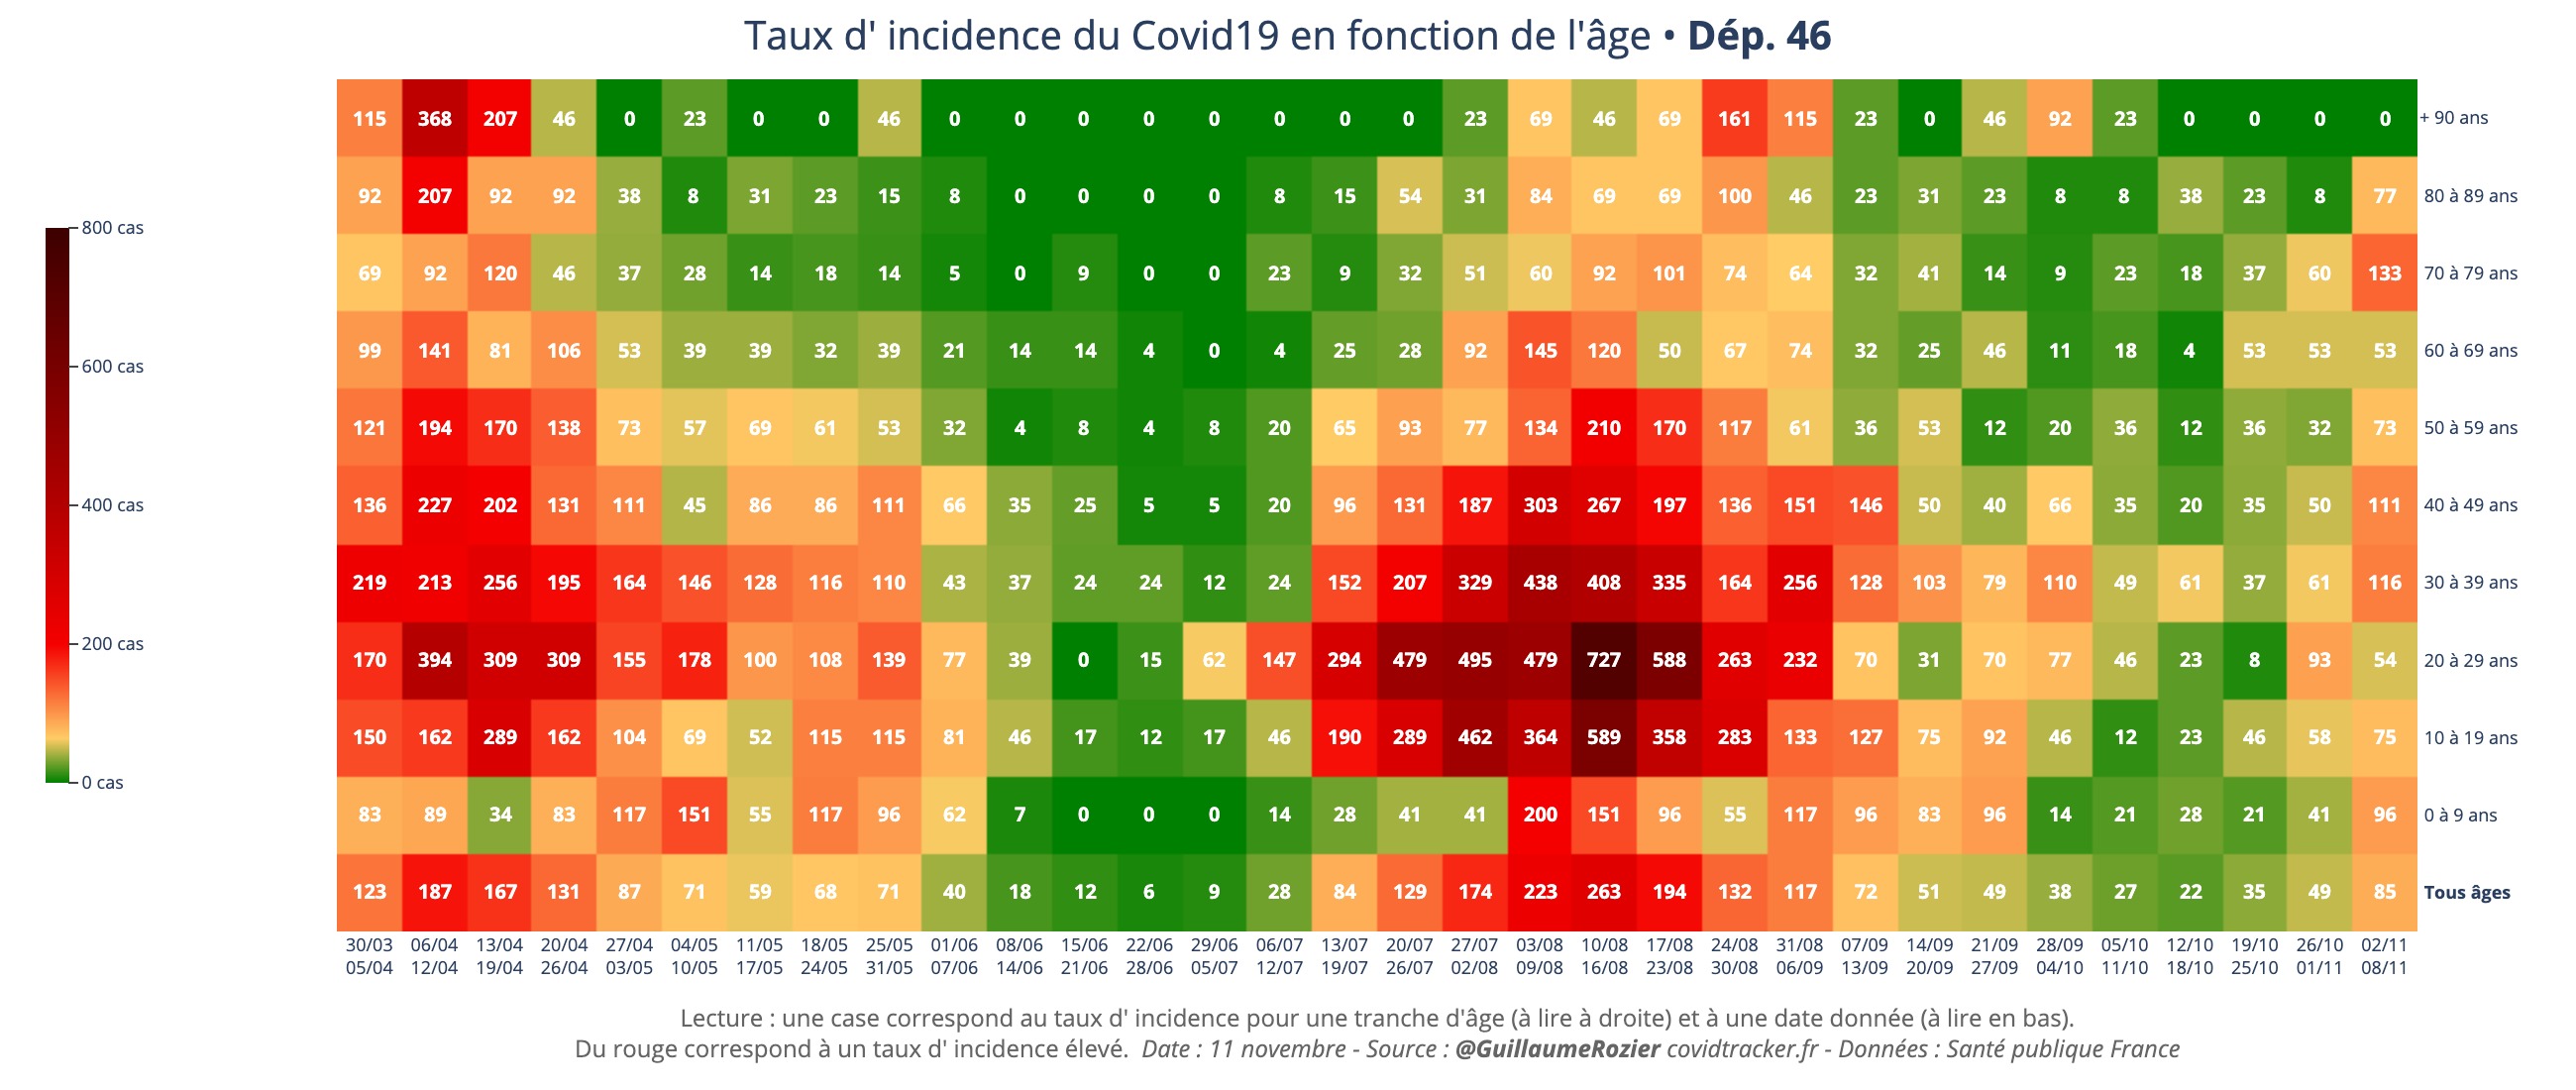 Taux d' incidence du Covid19 en fonction de l'âge • Dép. 46
800 cas
600 cas
400 cas
200 cas
0 cas
115 368 207 46 0 23 0 0 46 0 0 0 0 0 0 0 0 23 69 46 69 161 115 23 0 46 92 23 0 0 0 0 + 90 ans
92 207 92 92 38 8 31 23 15 8 0 0 0 0 8 15 54 31 84 69 69 100 46 23 31 23 8 8 38 23 8 77 80 à 89 ans
69 92 120 46 37 28 14 18 14 5 0 9 0 0 23 9 32 51 60 92 101 74 64 32 41 14 9 23 18 37 60 133 70 à 79 ans
99 141 81 106 53 39 39 32 39 21 14 14 4 0 4 25 28 92 145 120 50 67 74 32 25 46 11 18 4 53 53 53 60 à 69 ans
121 194 170 138 73 57 69 61 53 32 4 8 4 8 20 65 93 77 134 210 170 117 61 36 53 12 20 36 12 36 32 73 50 à 59 ans
136 227 202 131 111 45 86 86 111 66 35 25 5 5 20 96 131 187 303 267 197 136 151 146 50 40 66 35 20 35 50 111 40 à 49 ans
219 213 256 195 164 146 128 116 110 43 37 24 24 12 24 152 207 329 438 408 335 164 256 128 103 79 110 49 61 37 61 116 30 à 39 ans
170 394 309 309 155 178 100 108 139 77 39 0 15 62 147 294 479 495 479 727 588 263 232 70 31 70 77 46 23 8 93 54 20 à 29 ans
150 162 289 162 104 69 52 115 115 81 46 17 12 17 46 190 289 462 364 589 358 283 133 127 75 92 46 12 23 46 58 75 10 à 19 ans
83 89 34 83 117 151 55 117 96 62 7 0 0 0 14 28 41 41 200 151 96 55 117 96 83 96 14 21 28 21 41 96 0 à 9 ans
123 187 167 131 87 71 59 68 71 40 18 12 6 9 28 84 129 174 223 263 194 132 117 72 51 49 38 27 22 35 49 85 Tous âges
30/03 06/04 13/04 20/04 27/04 04/05 11/05 18/05 25/05 01/06 08/06 15/06 22/06 29/06 06/07 13/07 20/07 27/07 03/08 10/08 17/08 24/08 31/08 07/09 14/09 21/09 28/09 05/10 12/10 19/10 26/10 02/11
05/04 12/04 19/04 26/04 03/05 10/05 17/05 24/05 31/05 07/06 14/06 21/06 28/06 05/07 12/07 19/07 26/07 02/08 09/08 16/08 23/08 30/08 06/09 13/09 20/09 27/09 04/10 11/10 18/10 25/10 01/11 08/11
Lecture : une case correspond au taux d' incidence pour une tranche d'âge (à lire à droite) et à une date donnée (à lire en bas).
Du rouge correspond à un taux d' incidence élevé. Date : 11 novembre - Source : @GuillaumeRozier covidtracker.fr - Données : Santé publique France